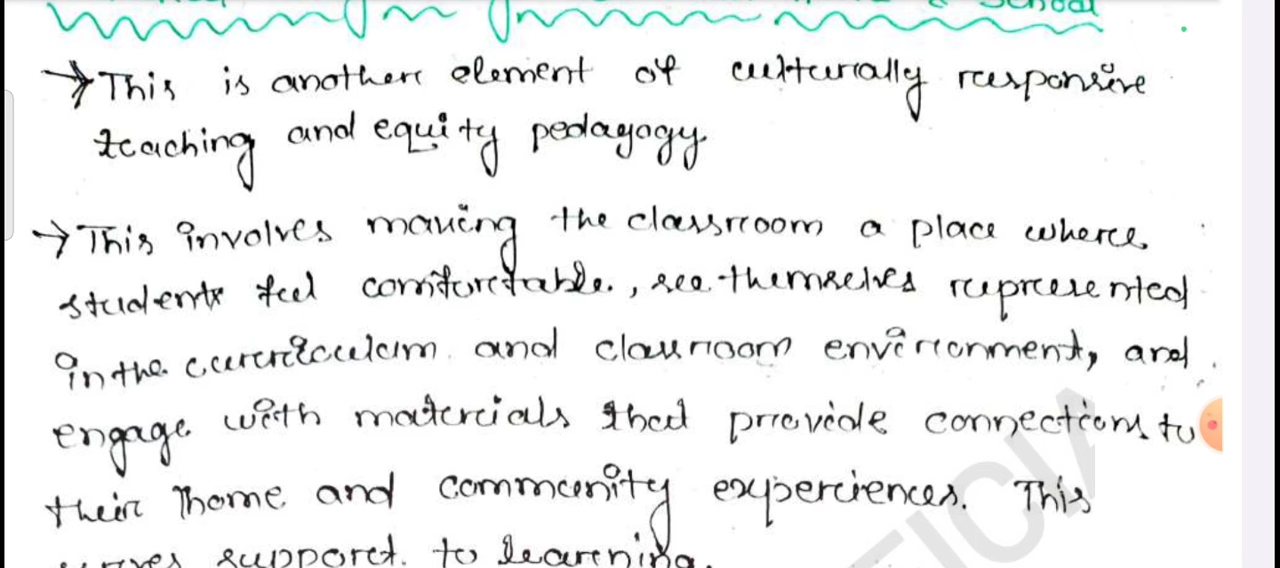 School
→ This is another element of culturally responsive
teaching and equity pedagogy.
→ This involves making the classroom a place where
students feel comfortable, see themselves represented
in the curriculum and classroom environment, and
engage with materials that provide connections to
their home and community experiences. This
support to learning.